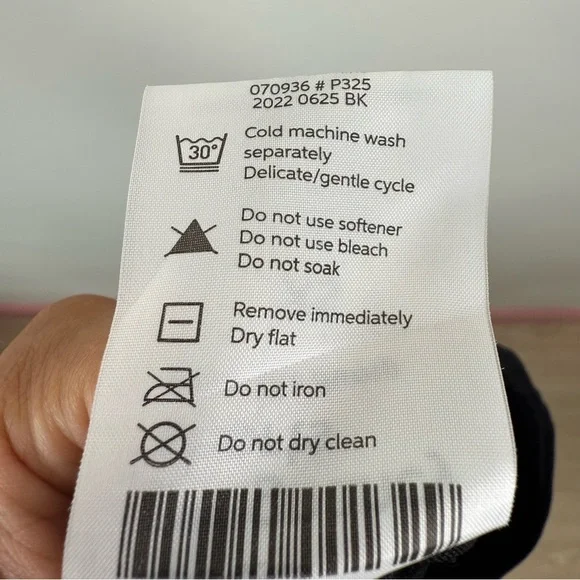 070936 # P325
2022 0625 BK
30°
Cold machine wash
separately
Delicate/gentle cycle
Do not use softener
Do not use bleach
Do not soak
Remove immediately
Dry flat
Do not iron
Do not dry clean